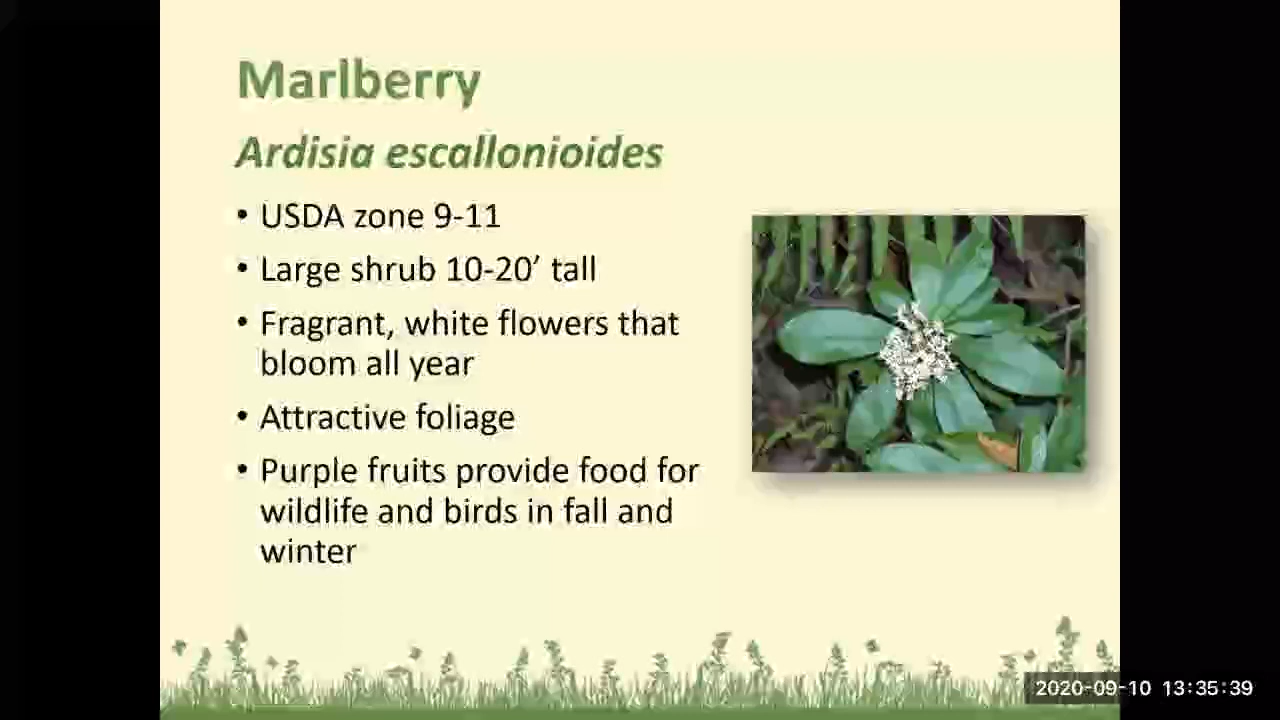 Marlberry
Ardisia escallonioides
• USDA zone 9-11
• Large shrub 10-20’ tall
• Fragrant, white flowers that
bloom all year
• Attractive foliage
• Purple fruits provide food for
wildlife and birds in fall and
winter
2020-09-10 13:35:39